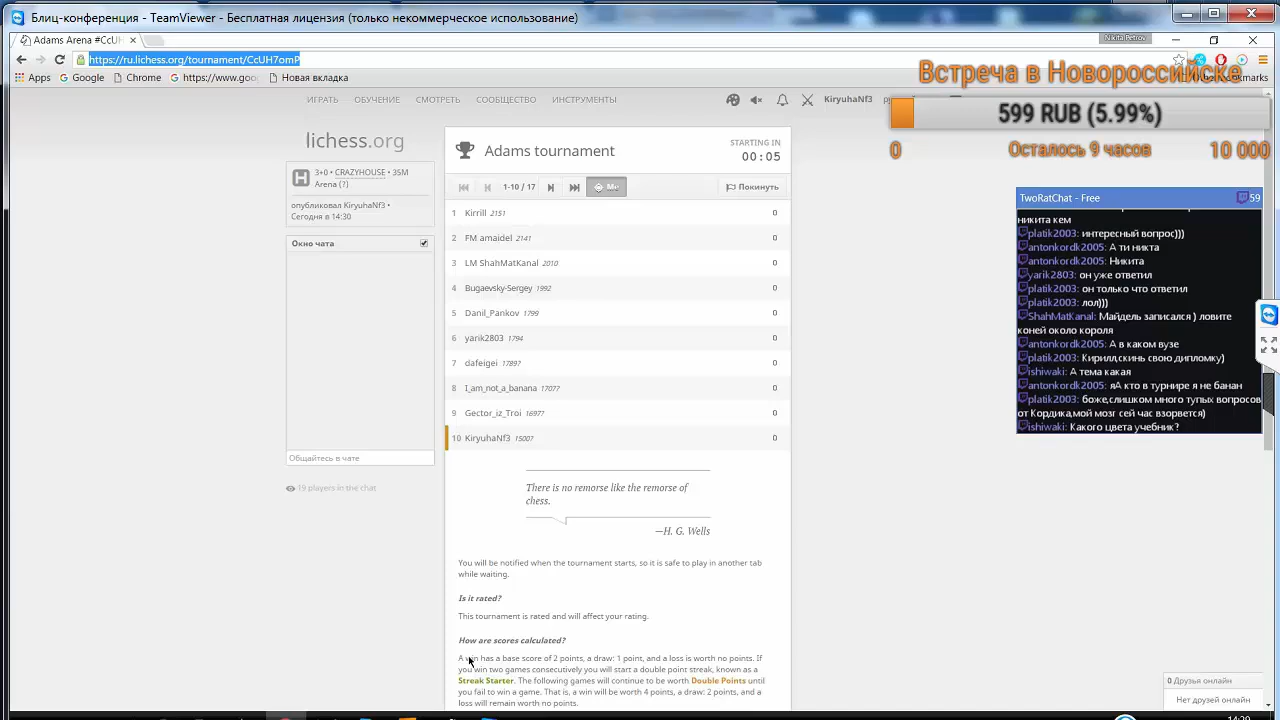 Блиц-конференция - TeamViewer - Бесплатная лицензия (только некоммерческое использование)
Adams Arena #CcUH
Nikita Petrov
https://ru.lichess.org/tournament/CcUH7omP
Apps Google Chrome https://www.goo Новая вкладка
Встреча в Новороссийске
599 RUB (5.99%)
0 Осталось 9 часов 10 000
ИГРАТЬ ОБУЧЕНИЕ СМОТРЕТЬ СООБЩЕСТВО ИНСТРУМЕНТЫ KiryuhaNf3
lichess.org
3+0 • CRAZYHOUSE • 35M
Arena (?)
опубликовал KiryuhaNf3 •
Сегодня в 14:30
Окно чата
Общайтесь в чате
19 players in the chat
Adams tournament
STARTING IN
00:05
1-10 / 17 Me Покинуть
1 Kirrill 2151 0
2 FM amaidel 2141 0
3 LM ShahMatKanal 2010 0
4 Bugaevsky-Sergey 1992 0
5 Danil_Pankov 1799 0
6 yarik2803 1794 0
7 dafeigei 1789? 0
8 I_am_not_a_banana 1707? 0
9 Gector_iz_Troi 1697? 0
10 KiryuhaNf3 1500? 0
There is no remorse like the remorse of
chess.
—H. G. Wells
You will be notified when the tournament starts, so it is safe to play in another tab
while waiting.
Is it rated?
This tournament is rated and will affect your rating.
How are scores calculated?
A win has a base score of 2 points, a draw: 1 point, and a loss is worth no points. If
you win two games consecutively you will start a double point streak, known as a
Streak Starter. The following games will continue to be worth Double Points until
you fail to win a game. That is, a win will be worth 4 points, a draw: 2 points, and a
loss will remain worth no points.
TwoRatChat - Free 59
никита кем
platik2003: интересный вопрос)))
antonkordk2005: А ти никта
antonkordk2005: Никита
yarik2803: он уже ответил
platik2003: он только что ответил
platik2003: лол)))
ShahMatKanal: Майдель записался ) ловите
коней около короля
antonkordk2005: А в каком вузе
platik2003: Кирилл,скинь свою дипломку)
ishiwaki: А тема какая
antonkordk2005: яА кто в турнире я не банан
platik2003: боже,слишком много тупых вопросов
от Кордика,мой мозг сей час взорвется)
ishiwaki: Какого цвета учебник?
0 Друзья онлайн
Нет друзей онлайн